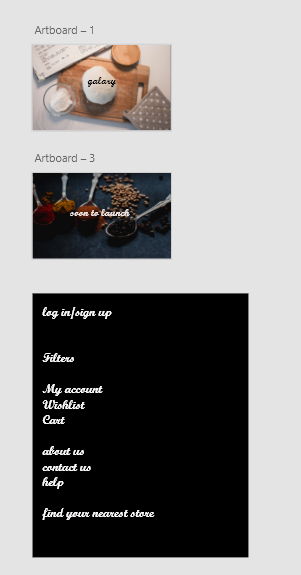 Artboard – 1
galary
Artboard – 3
soon to launch
log in/sign up
Filters
My account
Wishlist
Cart
about us
contact us
help
find your nearest store